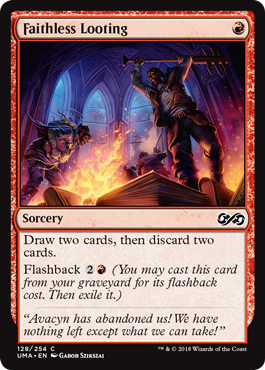 Faithless Looting
Sorcery
Draw two cards, then discard two
cards.
Flashback 2 (You may cast this card
from your graveyard for its flashback
cost. Then exile it.)
"Avacyn has abandoned us! We have
nothing left except what we can take!"
128/254 C
UMA • EN GABOR SZIKSZAI
™ & © 2018 Wizards of the Coast